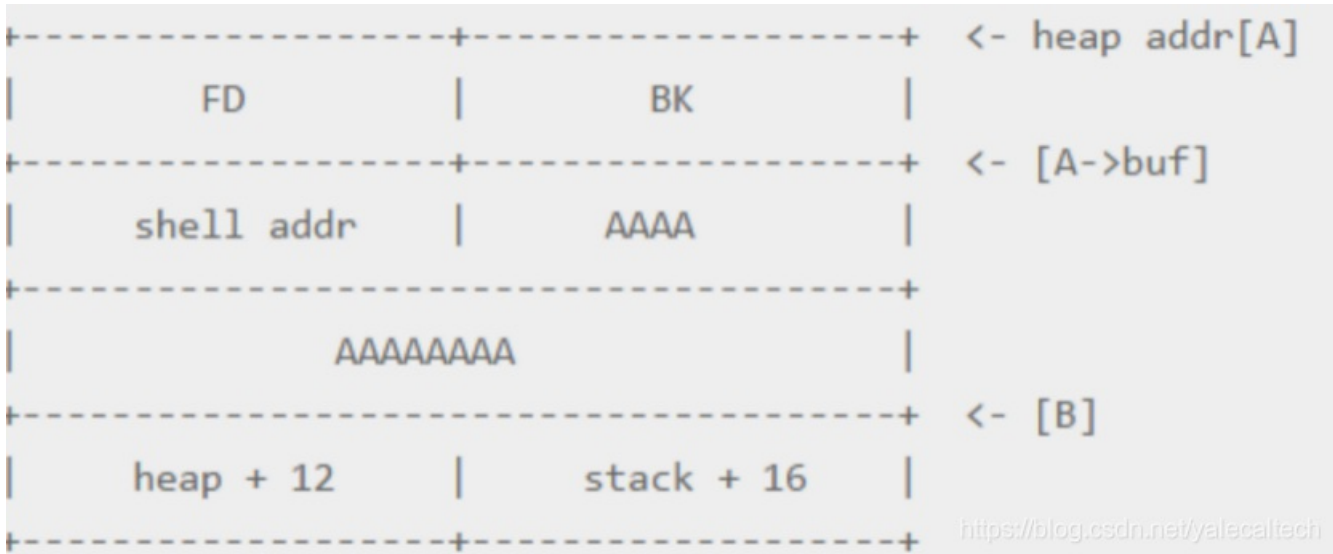 +--------------------+--------------------+ <- heap addr[A]
| FD | BK |
+--------------------+--------------------+ <- [A->buf]
| shell addr | AAAA |
+-----------------------------------------+
| AAAAAAAA |
+-----------------------------------------+ <- [B]
| heap + 12 | stack + 16 |
+--------------------+--------------------+
https://blog.csdn.net/yalecaltech